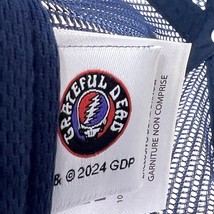 GRATEFUL DEAD
& © 2024 GDP
GARNITURE NON COMPRISE